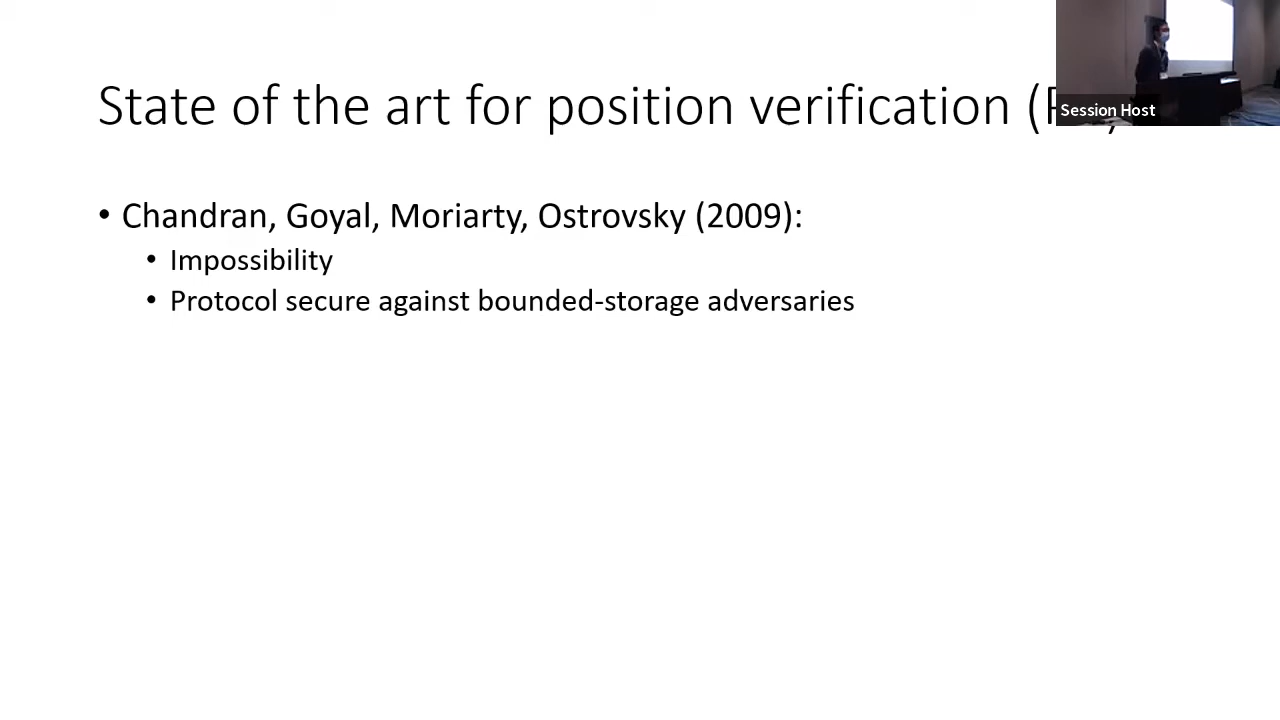 State of the art for position verification (
• Chandran, Goyal, Moriarty, Ostrovsky (2009):
• Impossibility
• Protocol secure against bounded-storage adversaries
Session Host